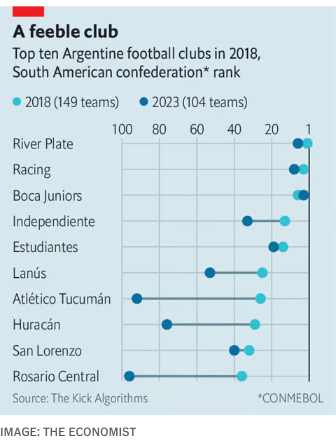 A feeble club
Top ten Argentine football clubs in 2018,
South American confederation* rank
2018 (149 teams) 2023 (104 teams)
100 80 60 40 20 1
River Plate
Racing
Boca Juniors
Independiente
Estudiantes
Lanús
Atlético Tucumán
Huracán
San Lorenzo
Rosario Central
Source: The Kick Algorithms *CONMEBOL
IMAGE: THE ECONOMIST